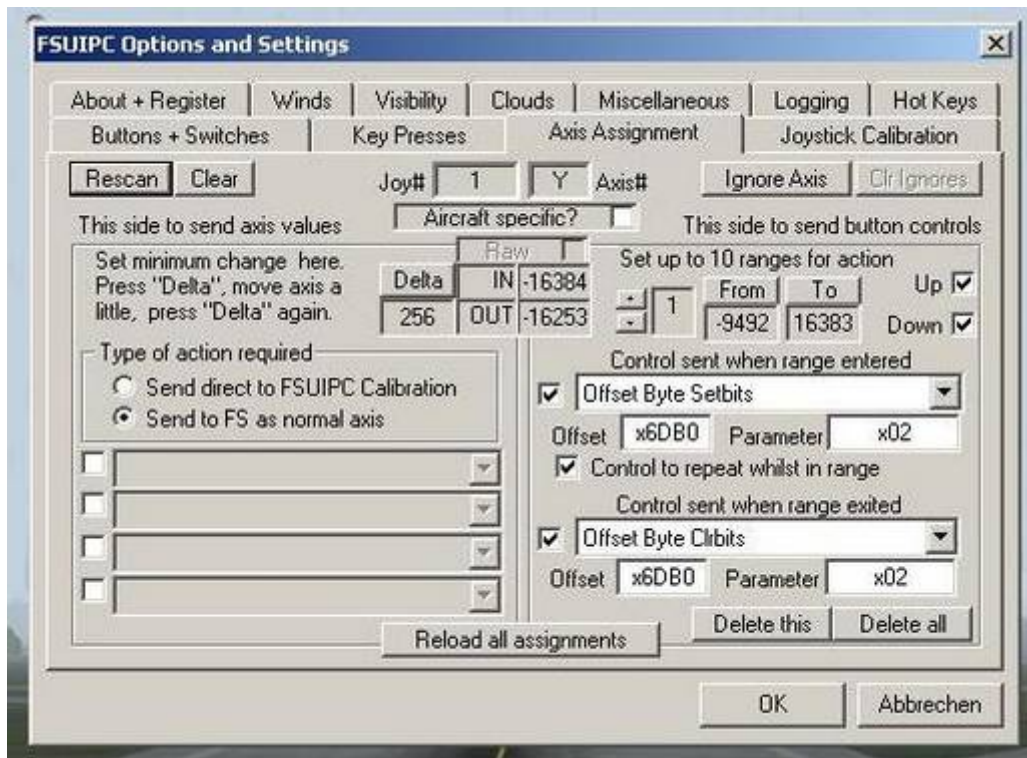 FSUIPC Options and Settings
About + Register Winds Visibility Clouds Miscellaneous Logging Hot Keys
Buttons + Switches Key Presses Axis Assignment Joystick Calibration
Rescan Clear Joy# 1 Y Axis# Ignore Axis Clr Ignores
Aircraft specific?
This side to send axis values This side to send button controls
Raw
Set minimum change here.
Press "Delta", move axis a
little, press "Delta" again.
Delta IN -16384
256 OUT -16253
Set up to 10 ranges for action
+ 1 From To Up
- -9492 16383 Down
Type of action required
Send direct to FSUIPC Calibration
Send to FS as normal axis
Control sent when range entered
Offset Byte Setbits
Offset x6DB0 Parameter x02
Control to repeat whilst in range
Control sent when range exited
Offset Byte Clrbits
Offset x6DB0 Parameter x02
Delete this Delete all
Reload all assignments
OK Abbrechen